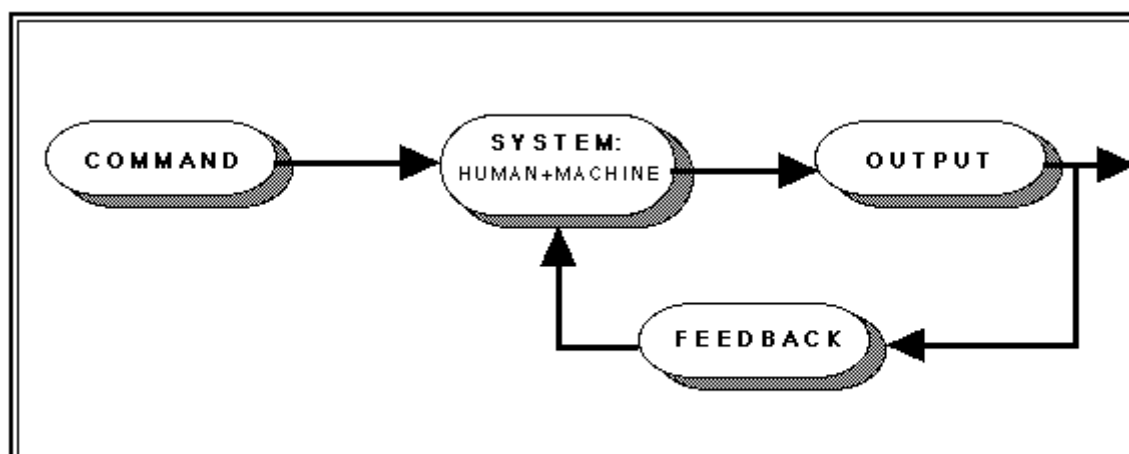 COMMAND
SYSTEM:
HUMAN+MACHINE
OUTPUT
FEEDBACK